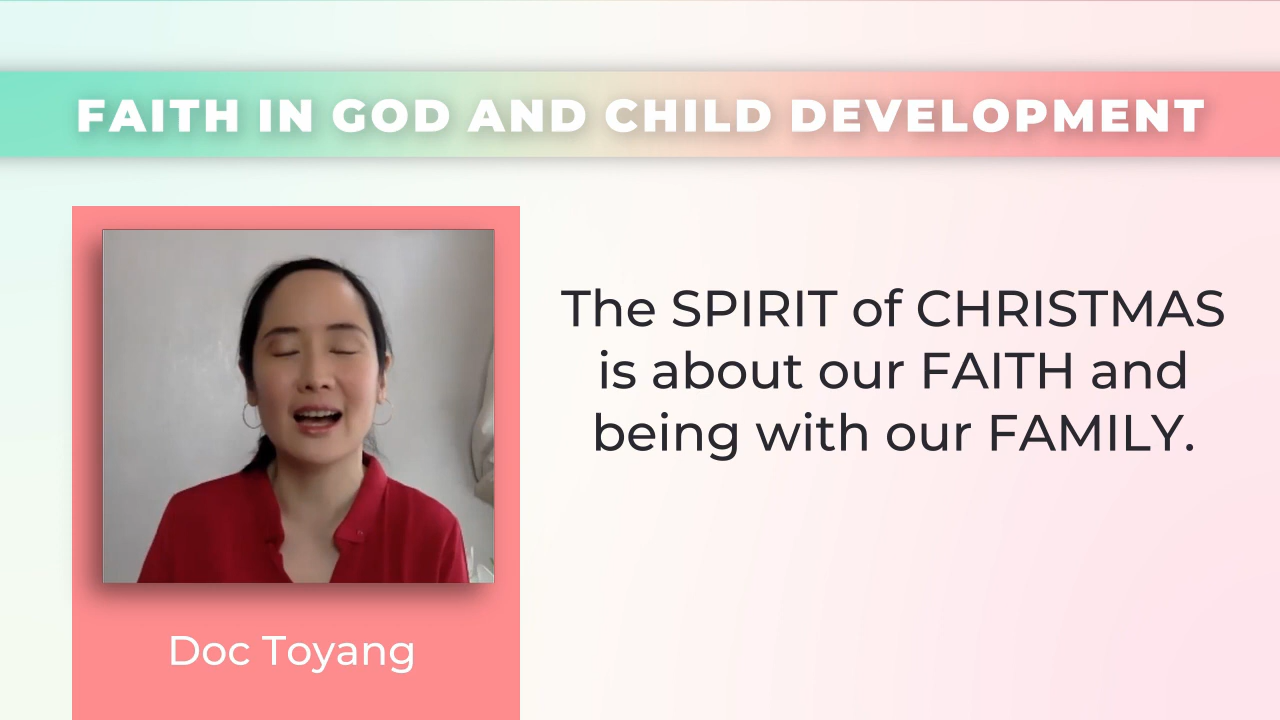 FAITH IN GOD AND CHILD DEVELOPMENT
The SPIRIT of CHRISTMAS
is about our FAITH and
being with our FAMILY.
Doc Toyang